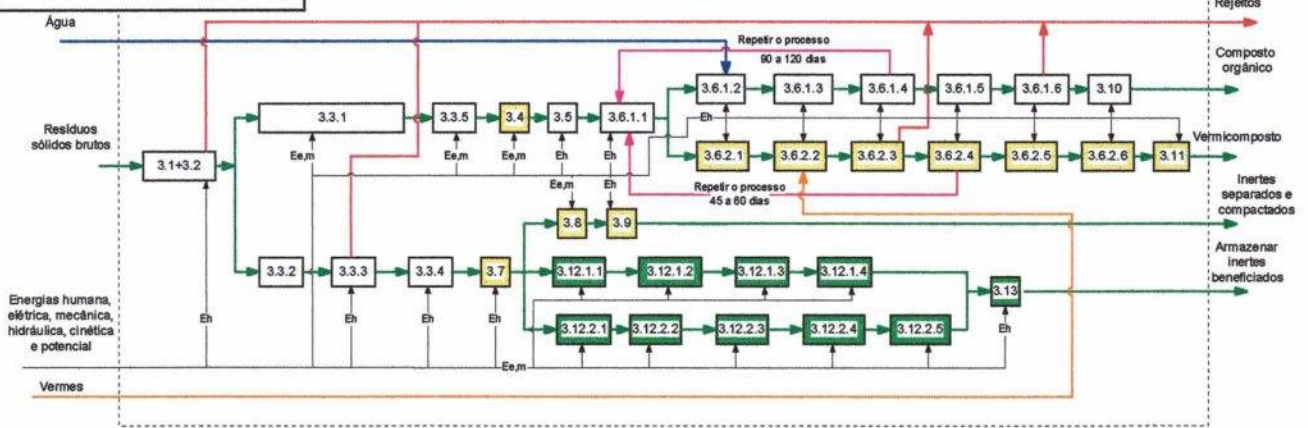 Rejeitos
Água
Repetir o processo
90 a 120 dias
Composto
orgânico
3.6.1.2
3.6.1.3
3.6.1.4
3.6.1.5
3.6.1.6
3.10
3.3.1
3.3.5
3.4
3.5
3.6.1.1
Eh
Resíduos
sólidos brutos
3.1+3.2
Ee,m
Ee,m
Ee,m
Eh
Eh
3.6.2.1
3.6.2.2
3.6.2.3
3.6.2.4
3.6.2.5
3.6.2.6
3.11
Vermicomposto
Ee,m
Eh
Repetir o processo
45 a 60 dias
Inertes
separados e
compactados
3.8
3.9
Armazenar
inertes
beneficiados
3.3.2
3.3.3
3.3.4
3.7
3.12.1.1
3.12.1.2
3.12.1.3
3.12.1.4
3.13
Energias humana,
elétrica, mecânica,
hidráulica, cinética
e potencial
Eh
Eh
Eh
Eh
3.12.2.1
3.12.2.2
3.12.2.3
3.12.2.4
3.12.2.5
Eh
Ee,m
Vermes